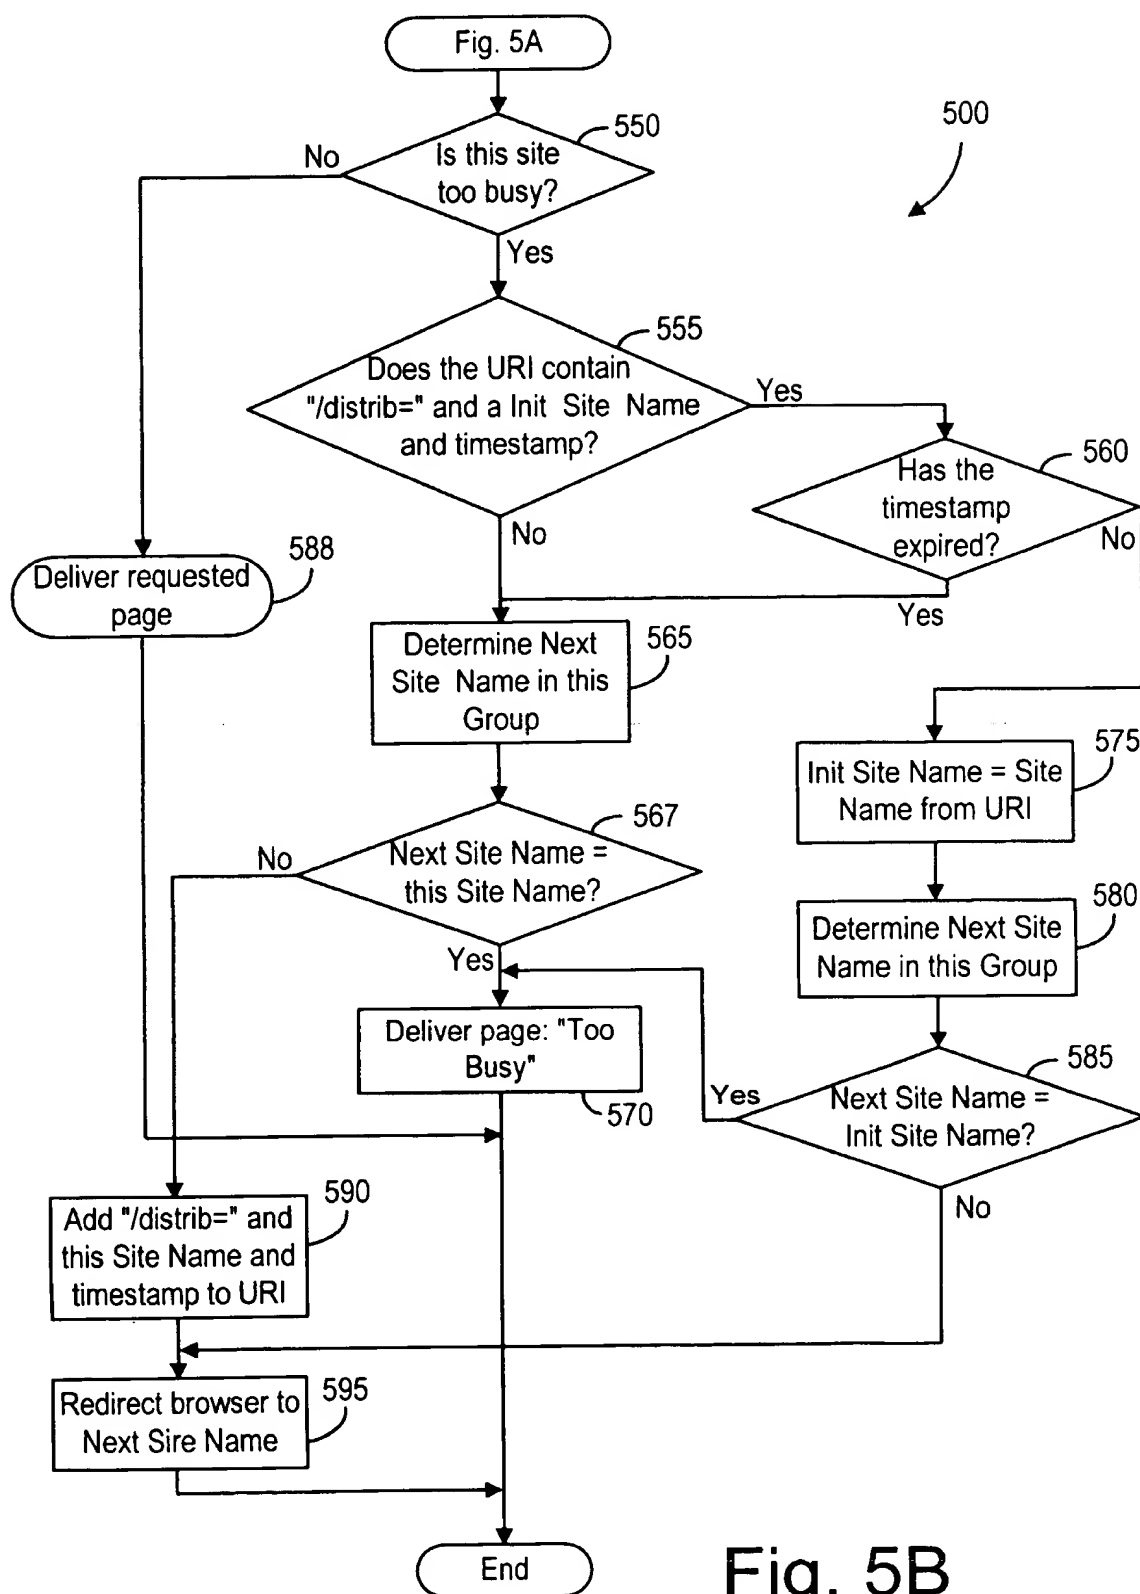 Fig. 5A
500
550
Is this site
too busy?
No
Yes
555
Does the URI contain
"/distrib=" and a Init Site Name
and timestamp?
Yes
No
560
Has the
timestamp
expired?
No
Yes
588
Deliver requested
page
565
Determine Next
Site Name in this
Group
575
Init Site Name = Site
Name from URI
567
Next Site Name =
this Site Name?
No
Yes
580
Determine Next Site
Name in this Group
Deliver page: "Too
Busy"
570
585
Next Site Name =
Init Site Name?
Yes
No
590
Add "/distrib=" and
this Site Name and
timestamp to URI
595
Redirect browser to
Next Sire Name
End
Fig. 5B